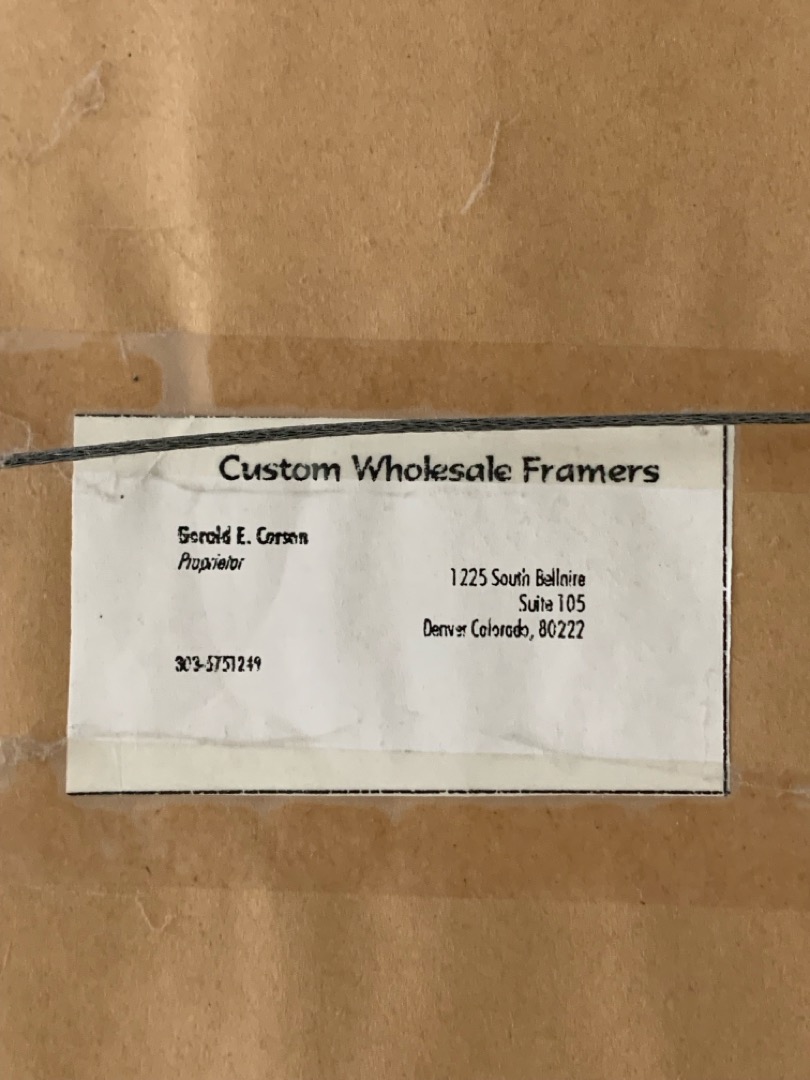 Custom Wholesale Framers
Gerald E. Carson
Proprietor
1225 South Bellaire
Suite 105
Denver Colorado, 80222
303-5751249